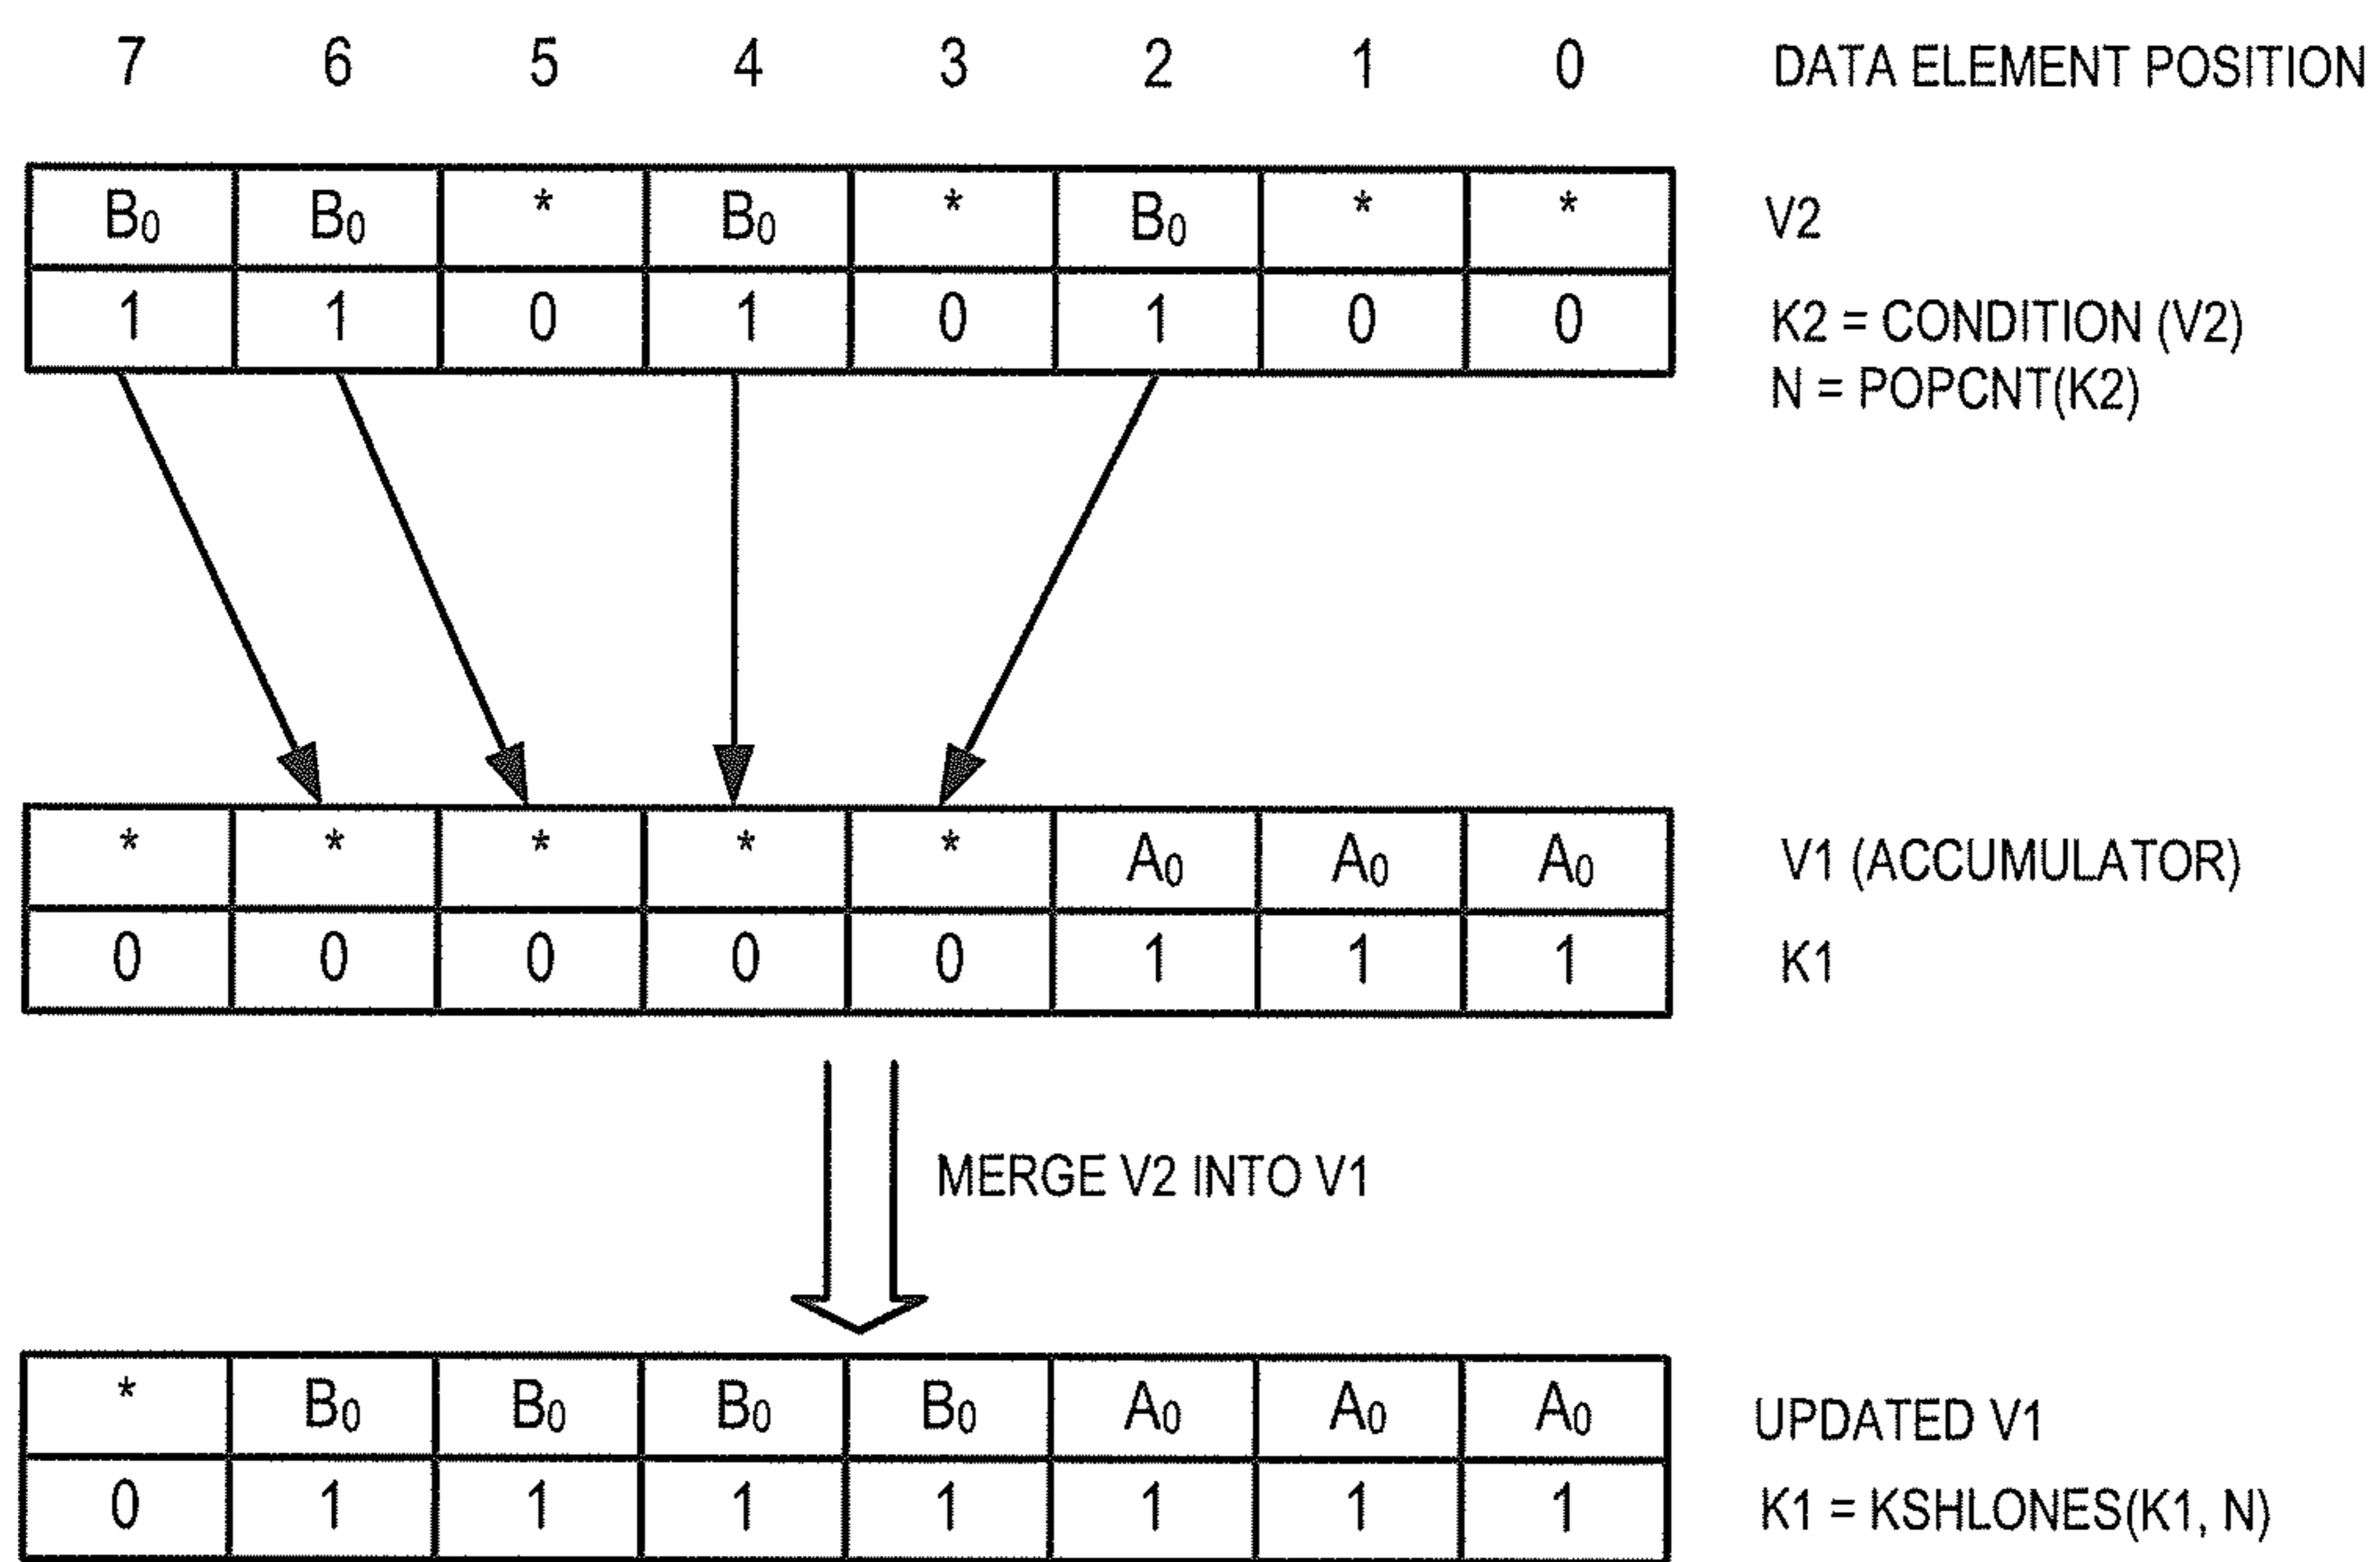 7 6 5 4 3 2 1 0 DATA ELEMENT POSITION
B₀ B₀ * B₀ * B₀ * * V2
1 1 0 1 0 1 0 0 K2 = CONDITION (V2)
N = POPCNT(K2)
* * * * * A₀ A₀ A₀ V1 (ACCUMULATOR)
0 0 0 0 0 1 1 1 K1
MERGE V2 INTO V1
* B₀ B₀ B₀ B₀ A₀ A₀ A₀ UPDATED V1
0 1 1 1 1 1 1 1 K1 = KSHLONES(K1, N)